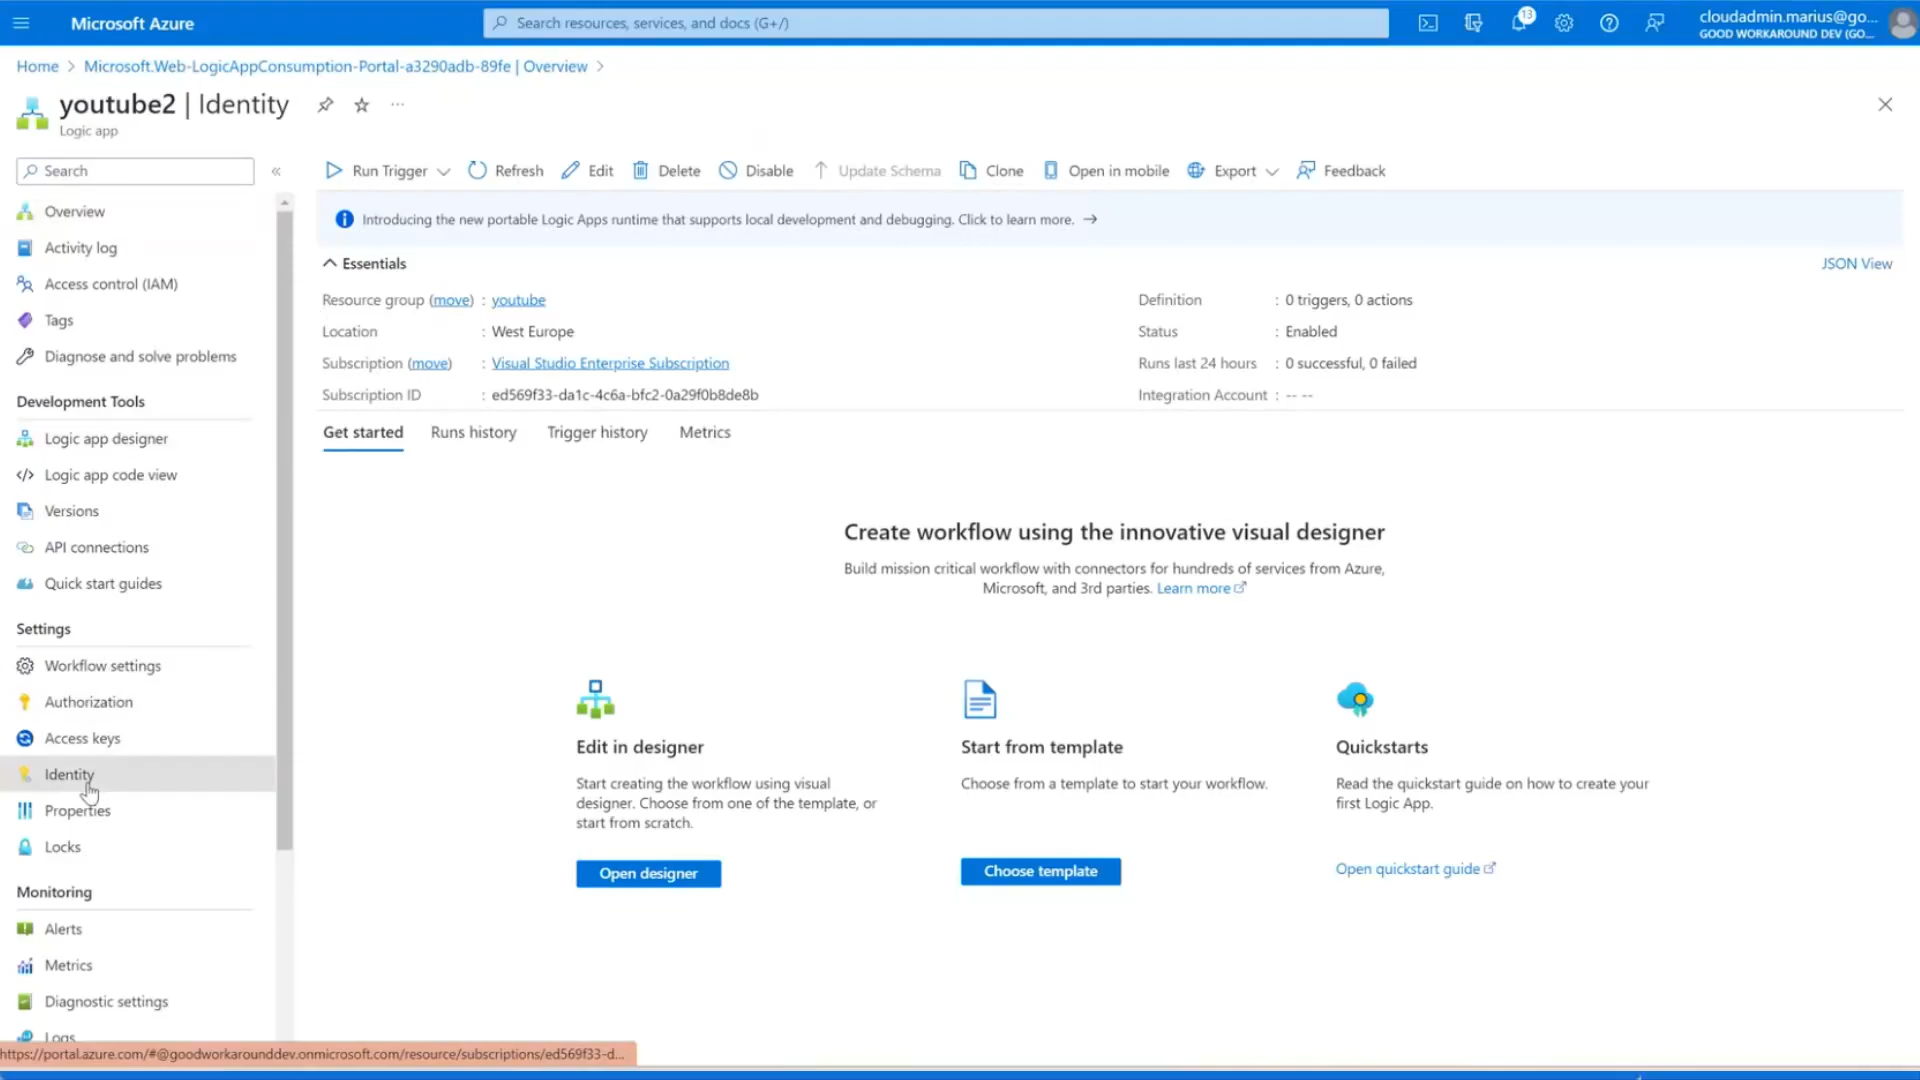 Microsoft Azure
Search resources, services, and docs (G+/)
13
cloudadmin.marius@go...
GOOD WORKAROUND DEV (GO...
Home > Microsoft.Web-LogicAppConsumption-Portal-a3290adb-89fe | Overview >
youtube2 | Identity
Logic app
Search
«
Run Trigger
Refresh
Edit
Delete
Disable
Update Schema
Clone
Open in mobile
Export
Feedback
Overview
Activity log
Access control (IAM)
Tags
Diagnose and solve problems
Development Tools
Logic app designer
Logic app code view
Versions
API connections
Quick start guides
Settings
Workflow settings
Authorization
Access keys
Identity
Properties
Locks
Monitoring
Alerts
Metrics
Diagnostic settings
Logs
Introducing the new portable Logic Apps runtime that supports local development and debugging. Click to learn more. →
Essentials
JSON View
Resource group (move) : youtube
Location : West Europe
Subscription (move) : Visual Studio Enterprise Subscription
Subscription ID : ed569f33-da1c-4c6a-bfc2-0a29f0b8de8b
Definition : 0 triggers, 0 actions
Status : Enabled
Runs last 24 hours : 0 successful, 0 failed
Integration Account : -- --
Get started
Runs history
Trigger history
Metrics
Create workflow using the innovative visual designer
Build mission critical workflow with connectors for hundreds of services from Azure,
Microsoft, and 3rd parties. Learn more
Edit in designer
Start creating the workflow using visual
designer. Choose from one of the template, or
start from scratch.
Open designer
Start from template
Choose from a template to start your workflow.
Choose template
Quickstarts
Read the quickstart guide on how to create your
first Logic App.
Open quickstart guide
https://portal.azure.com/#@goodworkarounddev.onmicrosoft.com/resource/subscriptions/ed569f33-d...